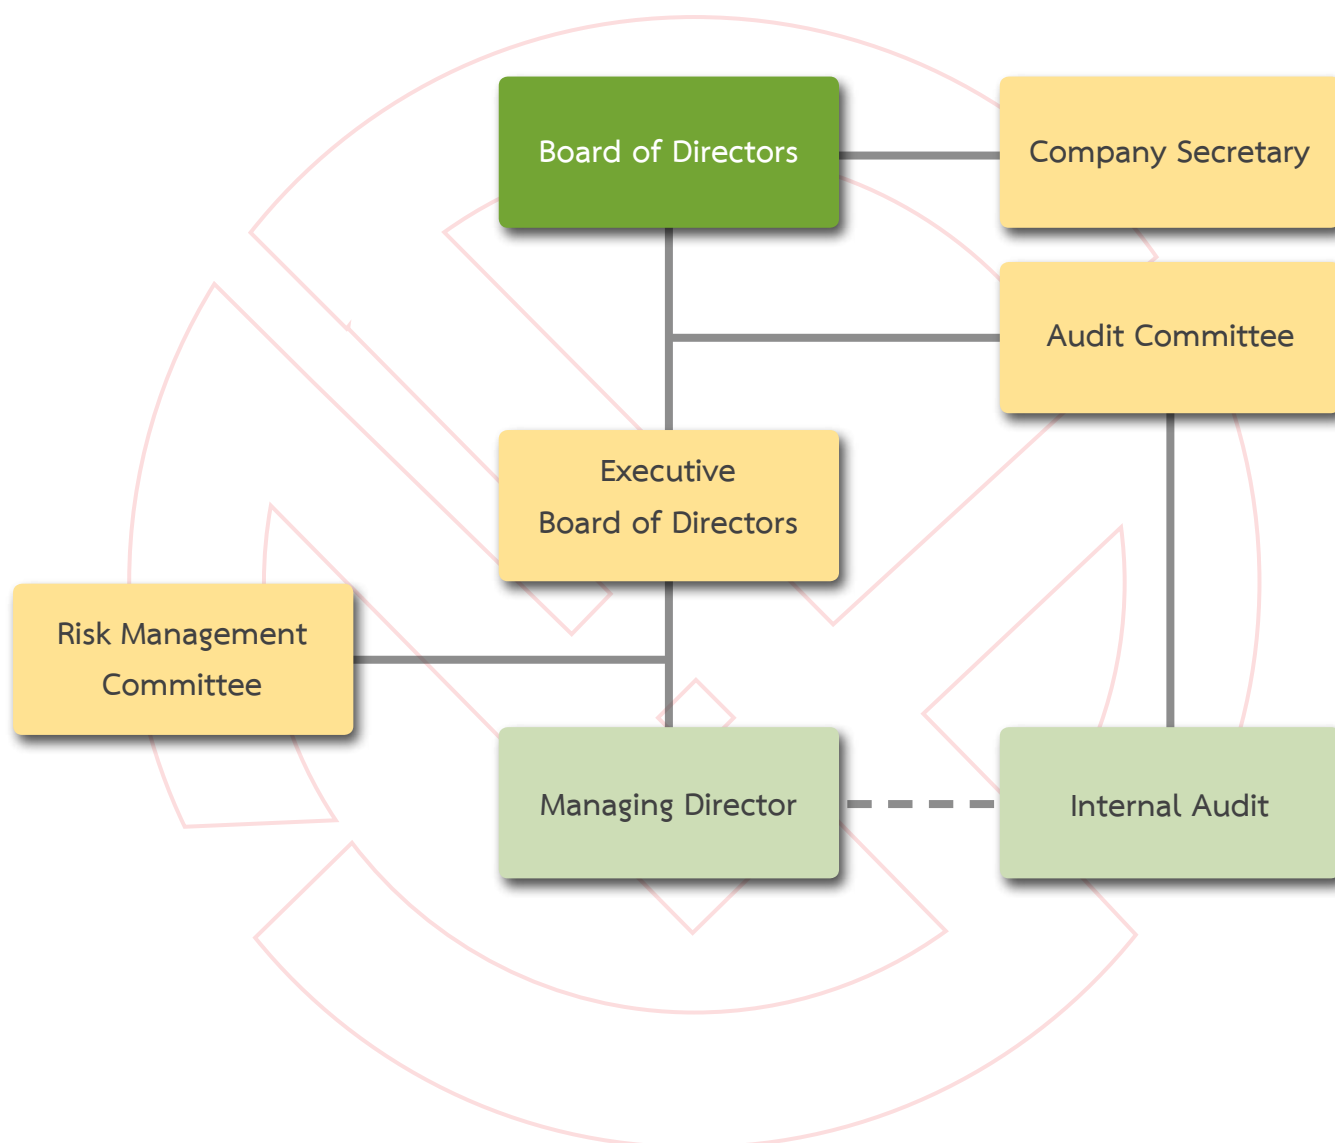 Board of Directors
Company Secretary
Audit Committee
Executive
Board of Directors
Risk Management
Committee
Managing Director
Internal Audit